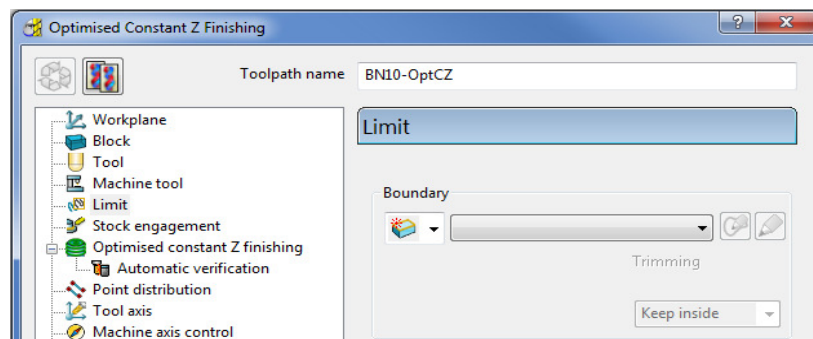 Optimised Constant Z Finishing
Toolpath name BN10-OptCZ
Workplane
Block
Tool
Machine tool
Limit
Stock engagement
Optimised constant Z finishing
Automatic verification
Point distribution
Tool axis
Machine axis control
Limit
Boundary
Trimming
Keep inside